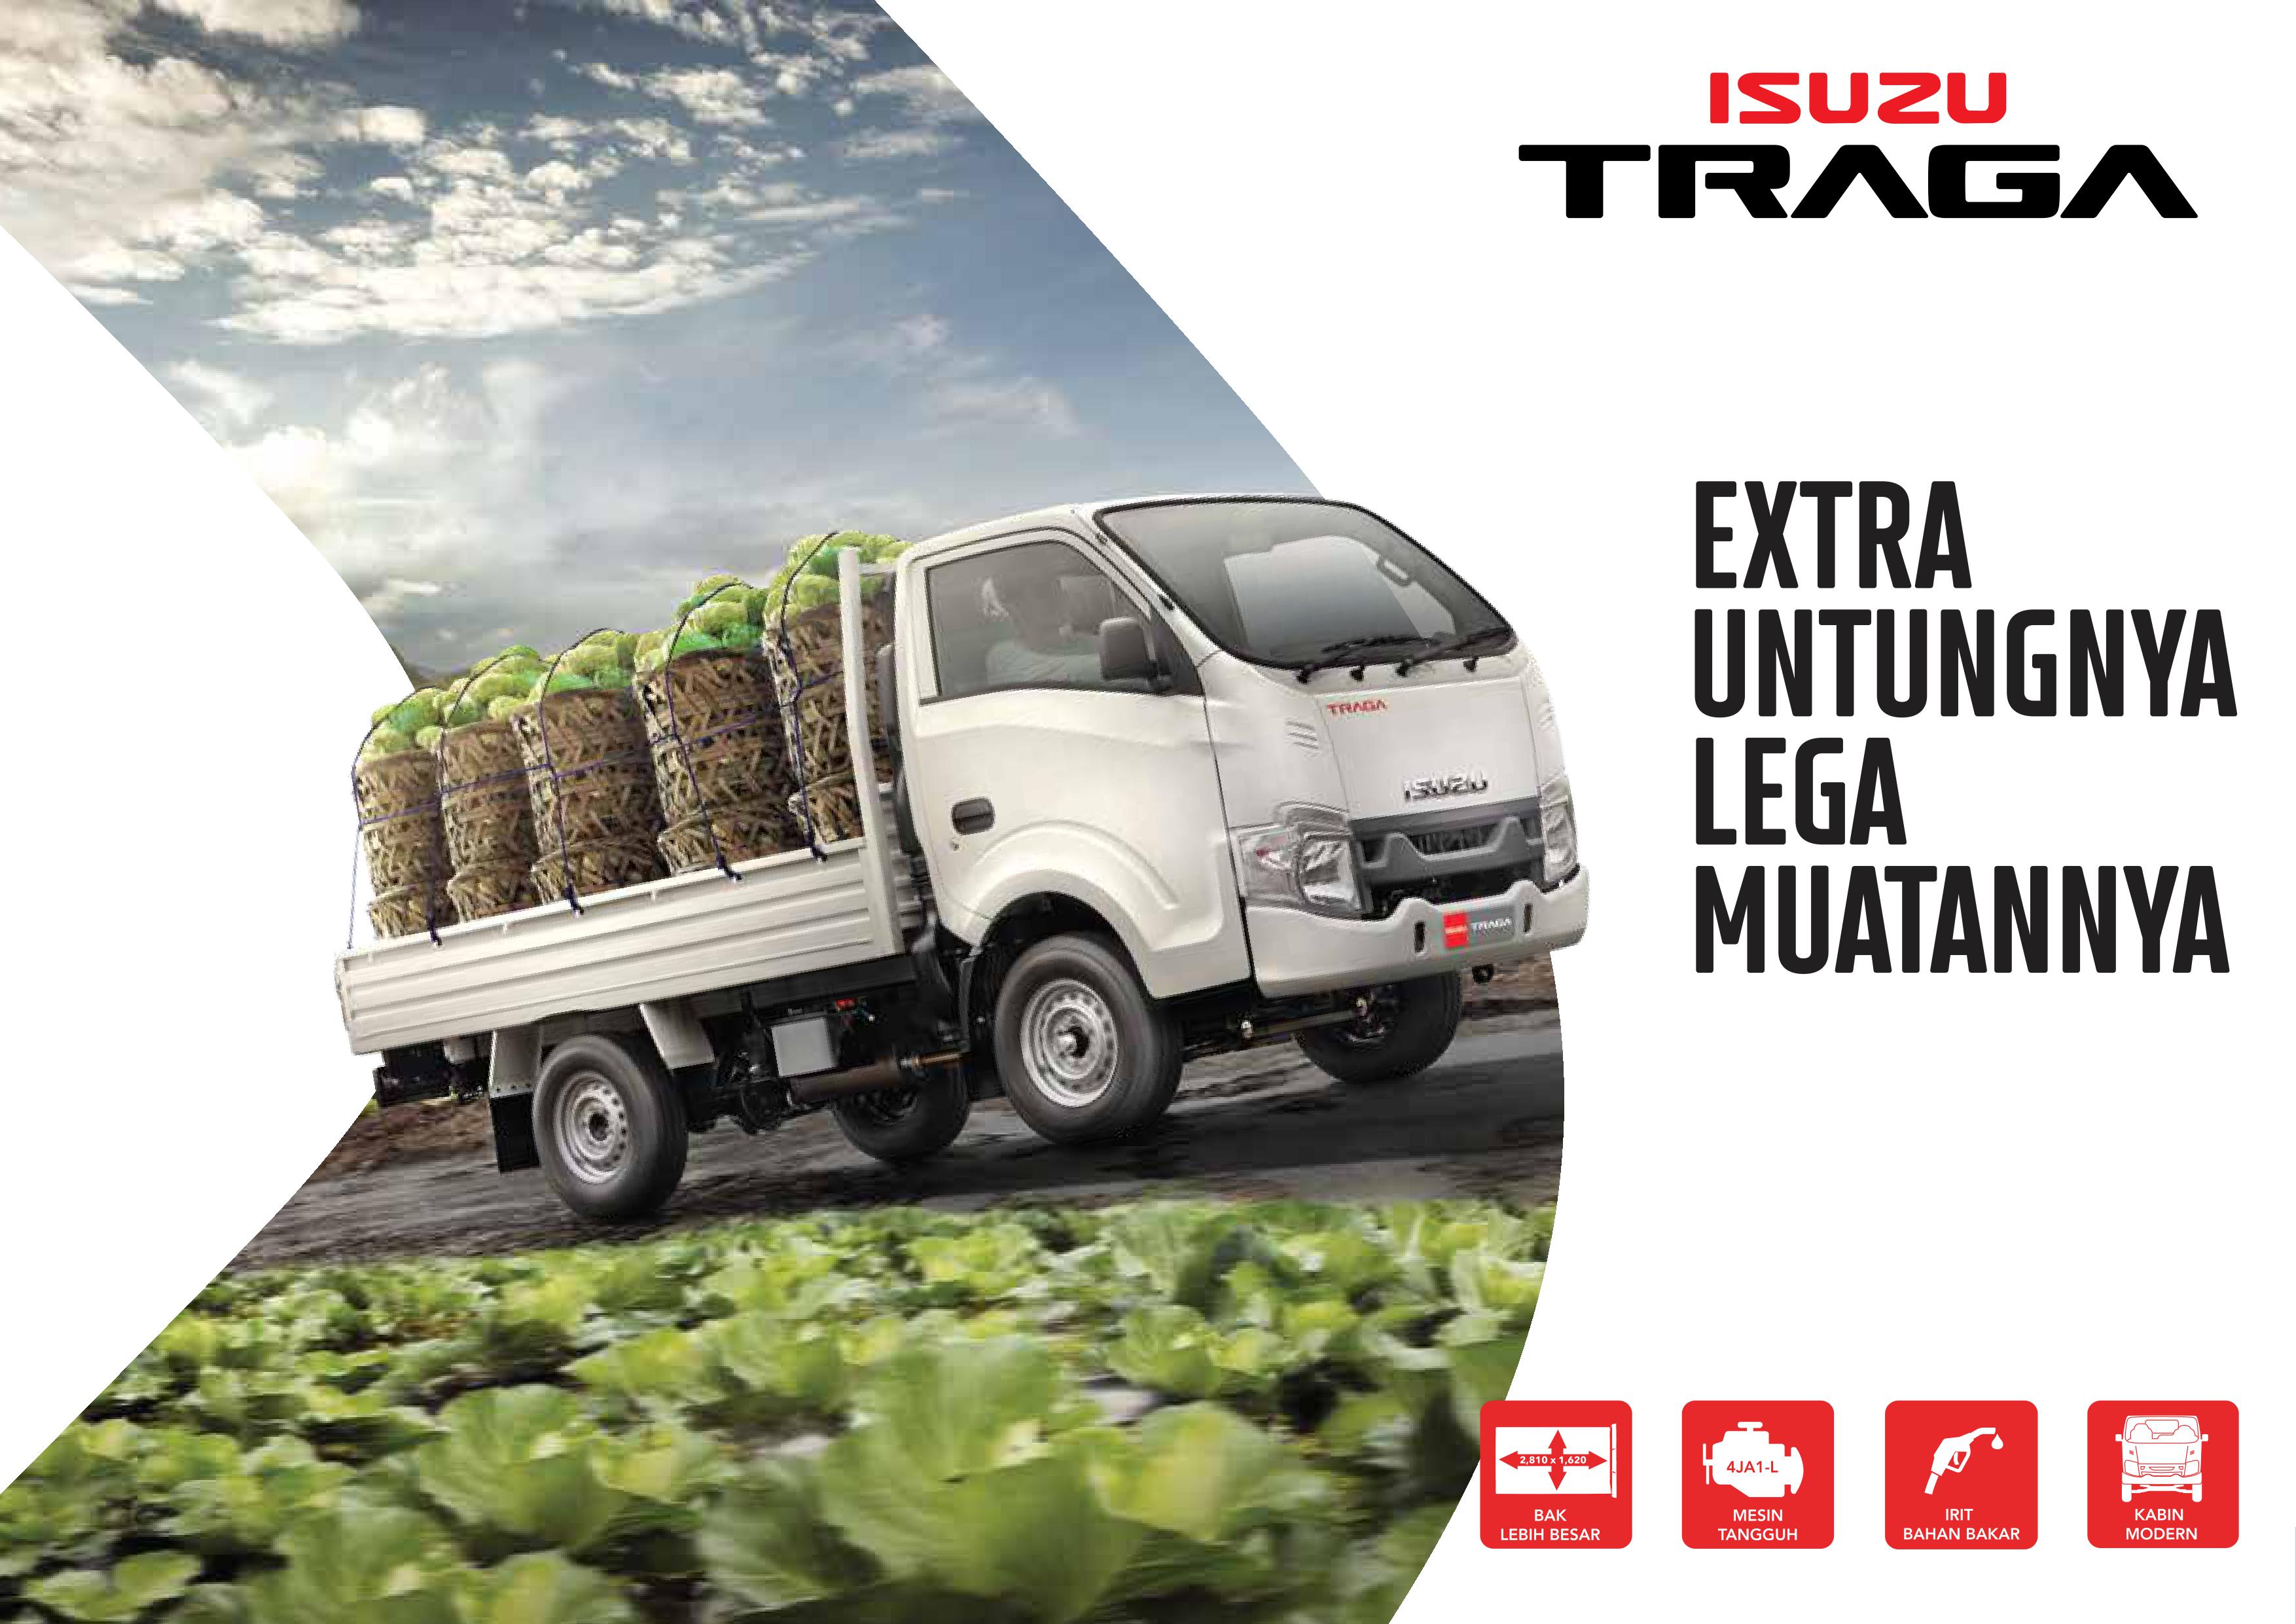 ISUZU
TRAGA
EXTRA
UNTUNGNYA
LEGA
MUATANNYA
TRAGA
ISUZU
ISUZU TRAGA
2,810 x 1,620
BAK
LEBIH BESAR
4JA1-L
MESIN
TANGGUH
IRIT
BAHAN BAKAR
KABIN
MODERN